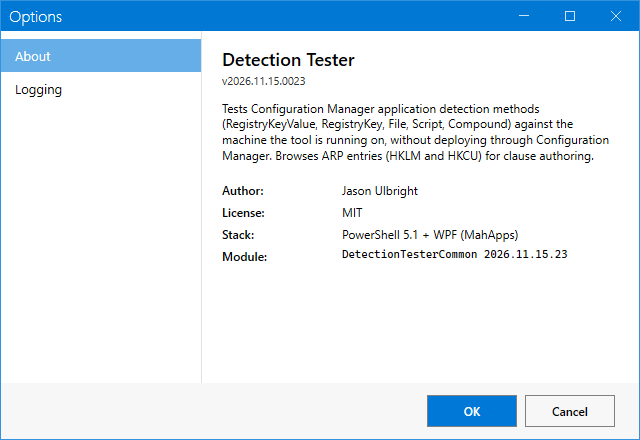 Options
About
Logging
Detection Tester
v2026.11.15.0023
Tests Configuration Manager application detection methods
(RegistryKeyValue, RegistryKey, File, Script, Compound) against the
machine the tool is running on, without deploying through Configuration
Manager. Browses ARP entries (HKLM and HKCU) for clause authoring.
Author: Jason Ulbright
License: MIT
Stack: PowerShell 5.1 + WPF (MahApps)
Module: DetectionTesterCommon 2026.11.15.23
OK Cancel